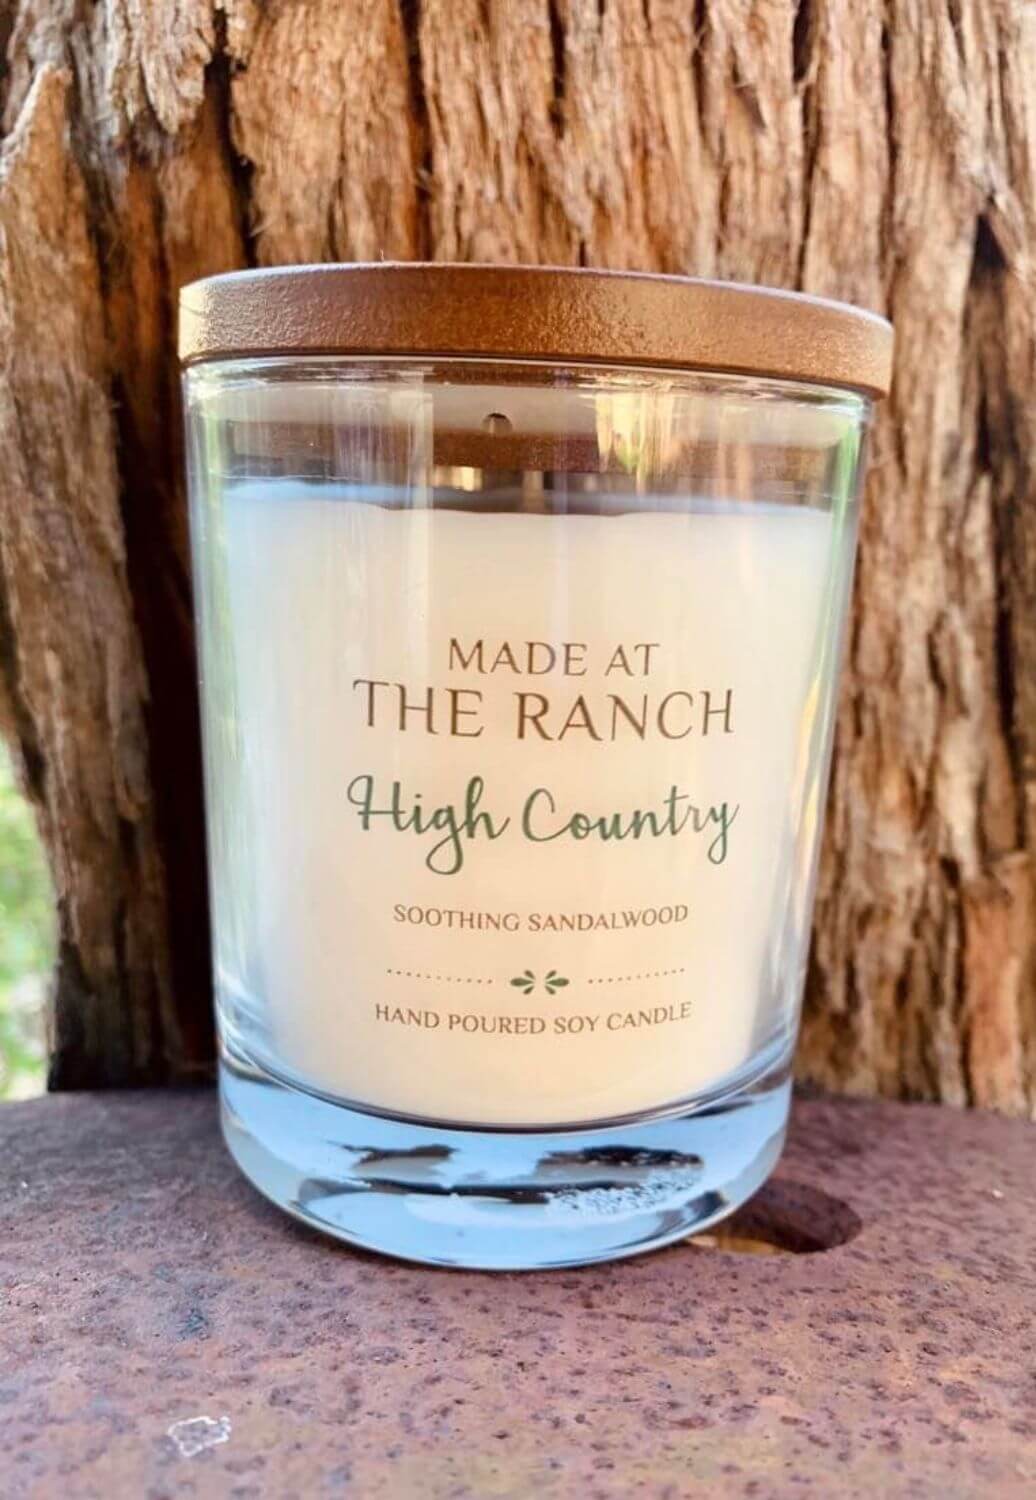 MADE AT
THE RANCH
High Country
SOOTHING SANDALWOOD
HAND POURED SOY CANDLE